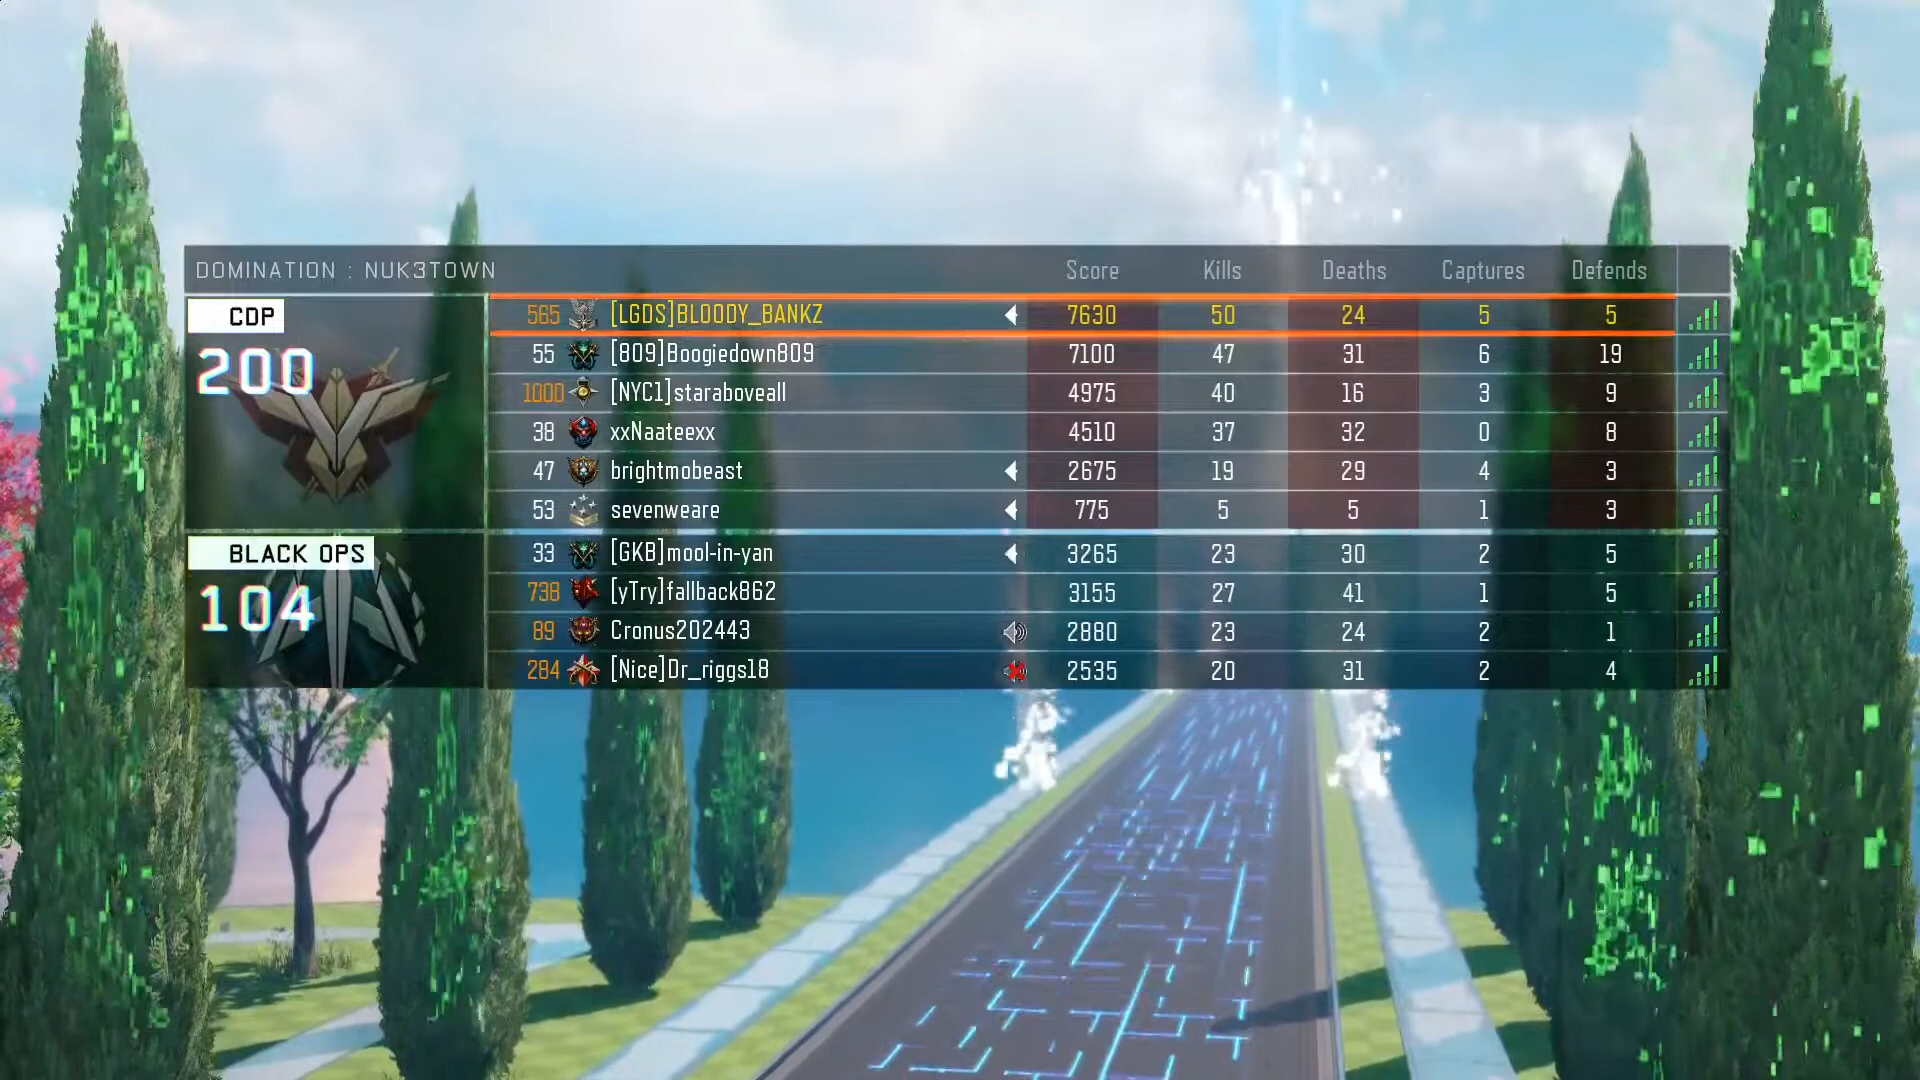 DOMINATION : NUK3TOWN Score Kills Deaths Captures Defends
CDP
200
565 [LGDS]BLOODY_BANKZ 7630 50 24 5 5
55 [809]Boogiedown809 7100 47 31 6 19
1000 [NYC1]staraboveall 4975 40 16 3 9
38 xxNaateexx 4510 37 32 0 8
47 brightmobeast 2675 19 29 4 3
53 sevenweare 775 5 5 1 3
BLACK OPS
104
33 [GKB]mool-in-yan 3265 23 30 2 5
738 [yTry]fallback862 3155 27 41 1 5
89 Cronus202443 2880 23 24 2 1
284 [Nice]Dr_riggs18 2535 20 31 2 4